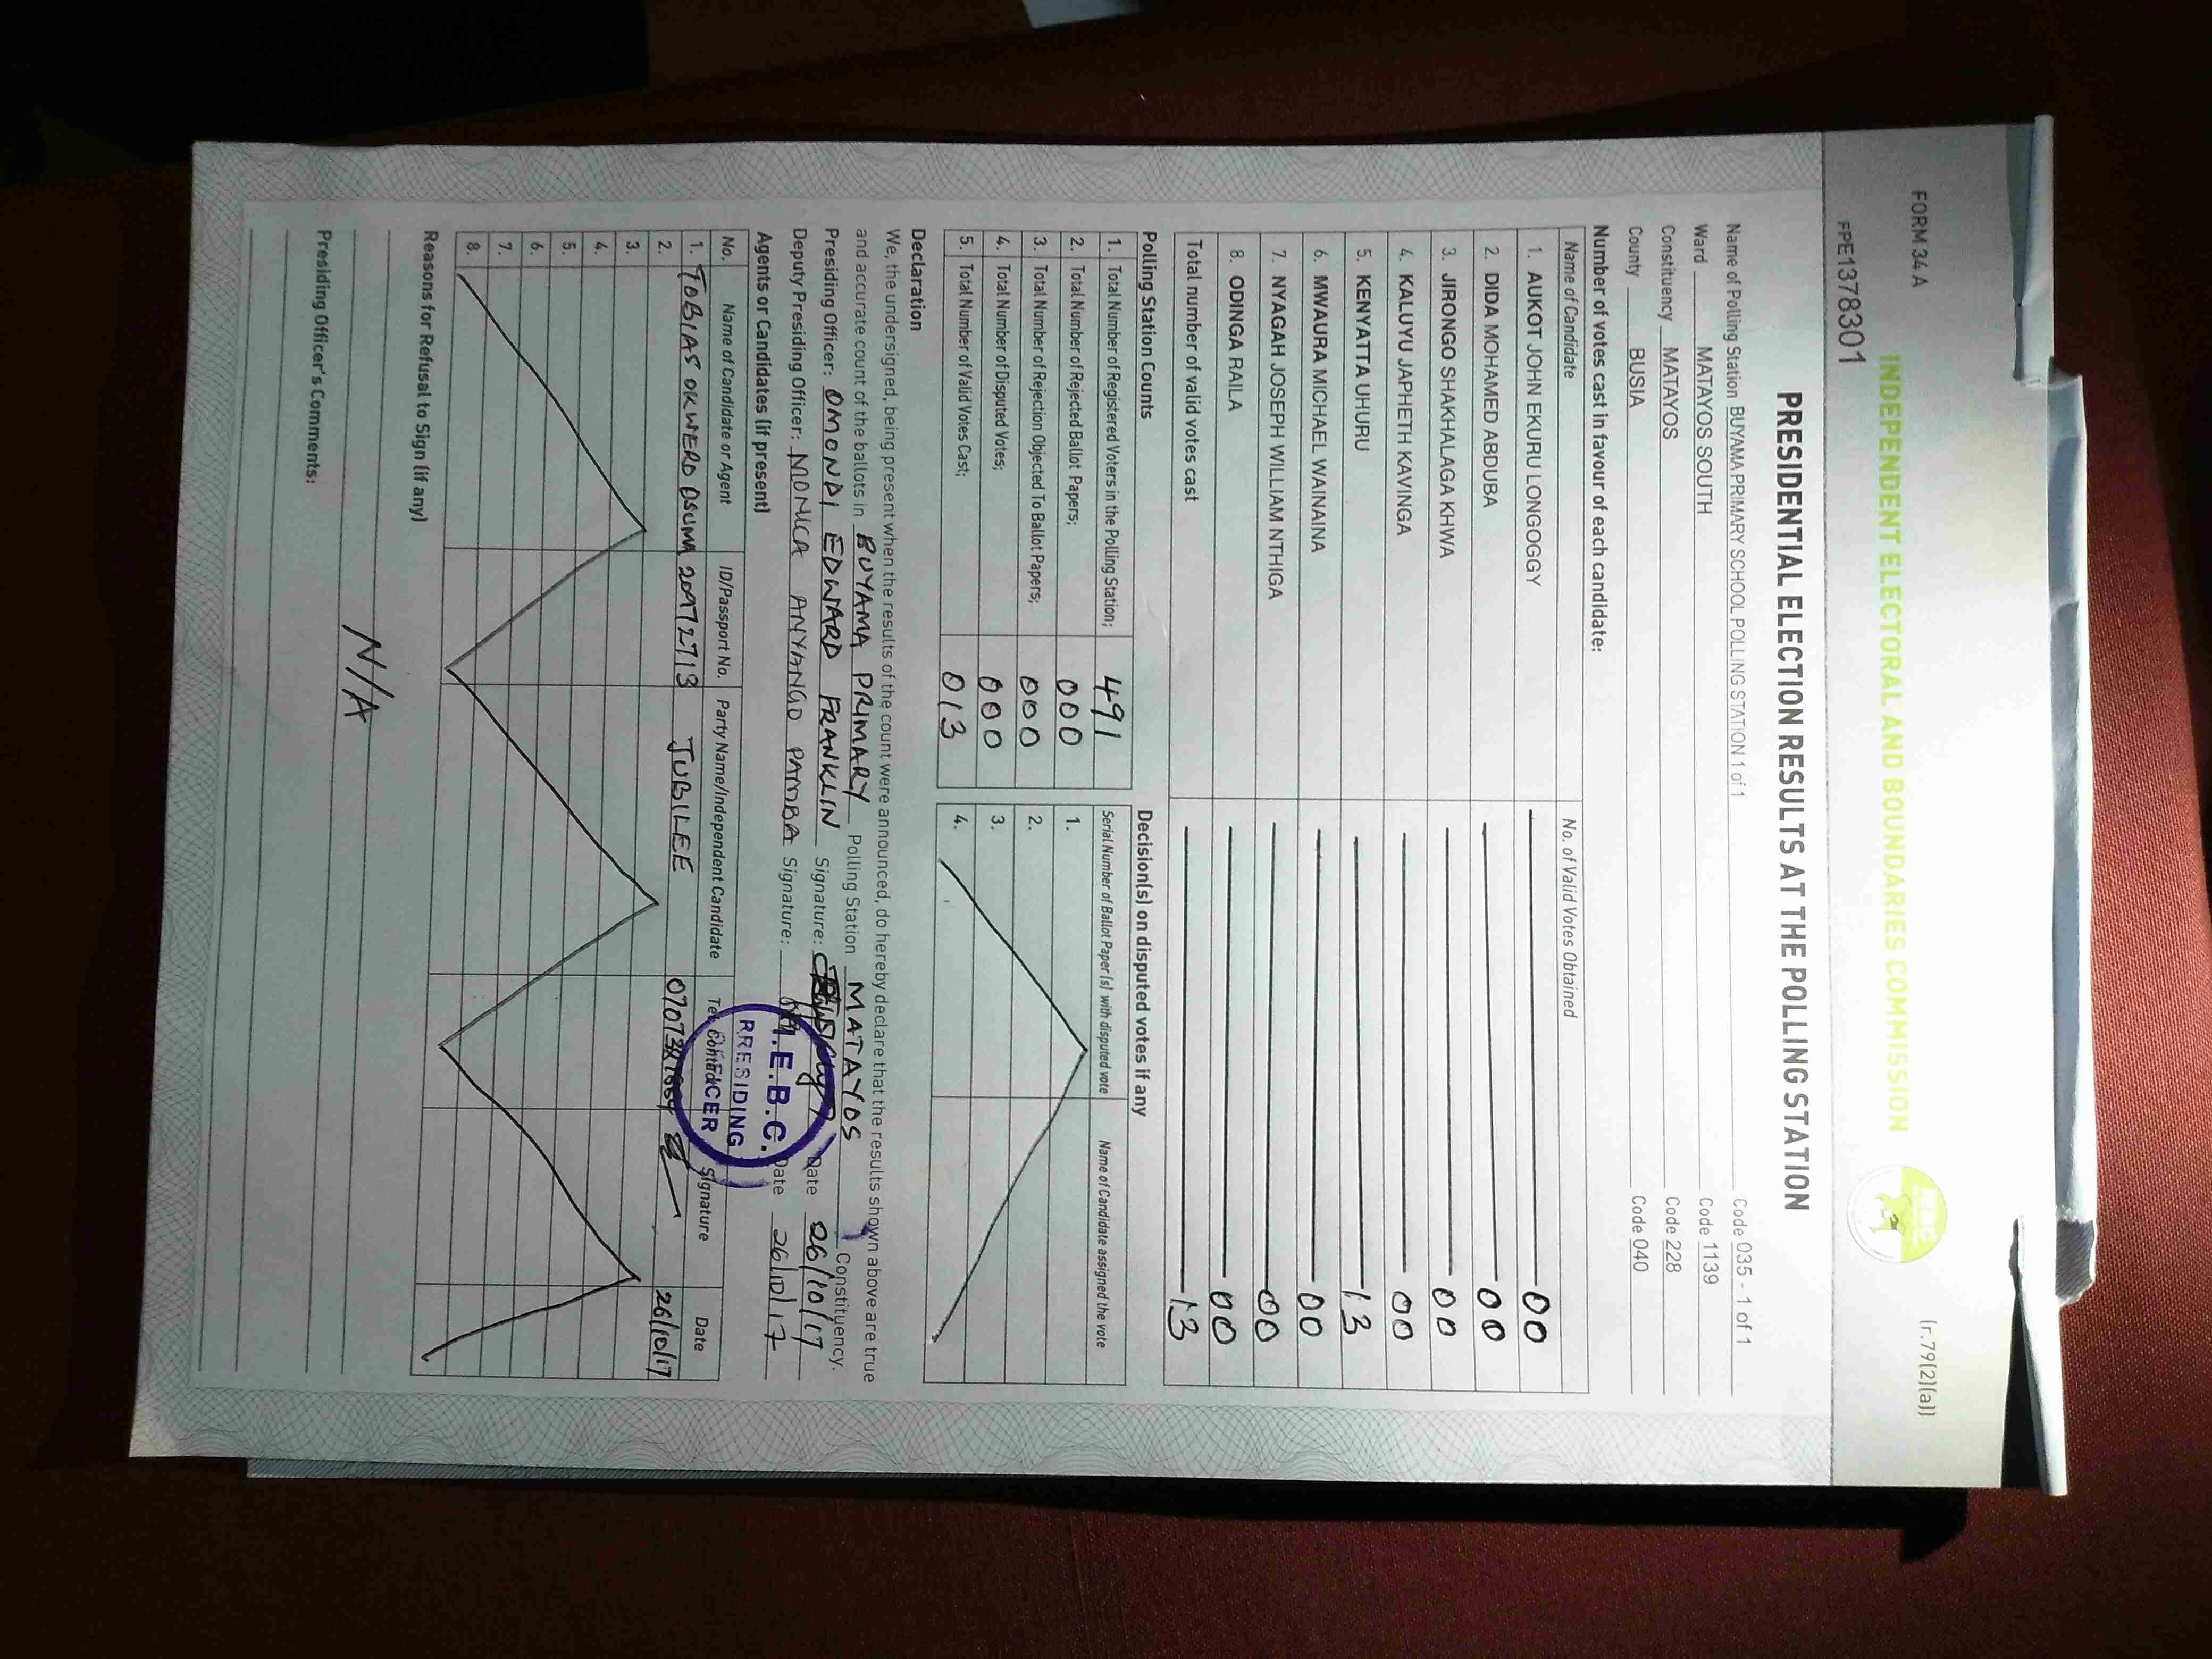 FORM 34 A
(r.79(2)(a))
INDEPENDENT ELECTORAL AND BOUNDARIES COMMISSION
IEBC
FPE1378301
PRESIDENTIAL ELECTION RESULTS AT THE POLLING STATION
Name of Polling Station BUYAMA PRIMARY SCHOOL POLLING STATION 1 of 1 Code 035 - 1 of 1
Ward MATAYOS SOUTH Code 1139
Constituency MATAYOS Code 228
County BUSIA Code 040
Number of votes cast in favour of each candidate:
Name of Candidate No. of Valid Votes Obtained
1. AUKOT JOHN EKURU LONGOGGY 00
2. DIDA MOHAMED ABDUBA 00
3. JIRONGO SHAKHALAGA KHWA 00
4. KALUYU JAPHETH KAVINGA 00
5. KENYATTA UHURU 13
6. MWAURA MICHAEL WAINAINA 00
7. NYAGAH JOSEPH WILLIAM NTHIGA 00
8. ODINGA RAILA 00
Total number of valid votes cast 13
Polling Station Counts Decision(s) on disputed votes if any
1. Total Number of Registered Voters in the Polling Station; 491 Serial Number of Ballot Paper(s) with disputed vote Name of Candidate assigned the vote
2. Total Number of Rejected Ballot Papers; 000 1.
3. Total Number of Rejection Objected To Ballot Papers; 000 2.
4. Total Number of Disputed Votes; 000 3.
5. Total Number of Valid Votes Cast; 013 4.
Declaration
We, the undersigned, being present when the results of the count were announced, do hereby declare that the results shown above are true
and accurate count of the ballots in BUYAMA PRIMARY Polling Station MATAYOS Constituency.
Presiding Officer: OMONDI EDWARD FRANKLIN Signature: Date 26/10/17
Deputy Presiding Officer: MONICA ANYANGO PAMBA Signature: Date 26/10/17
I.E.B.C.
PRESIDING
OFFICER
Agents or Candidates (if present)
No. Name of Candidate or Agent ID/Passport No. Party Name/Independent Candidate Tel. Contact Signature Date
1. TOBIAS OKWERO OSUMA 20972713 JUBILEE 26/10/17
2.
3.
4.
5.
6.
7.
8.
Reasons for Refusal to Sign (if any)
N/A
Presiding Officer's Comments: